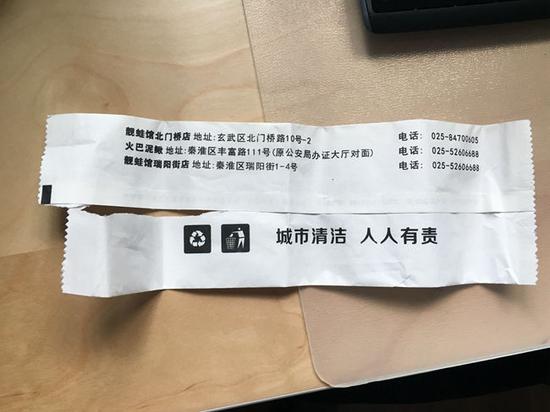 靓蛙馆北门桥店 地址:玄武区北门桥路10号-2 电话: 025-84700605
火巴泥鳅 地址:秦淮区丰富路111号(原公安局办证大厅对面) 电话: 025-52606688
靓蛙馆瑞阳街店 地址:秦淮区瑞阳街1-4号 电话: 025-52606688
城市清洁 人人有责